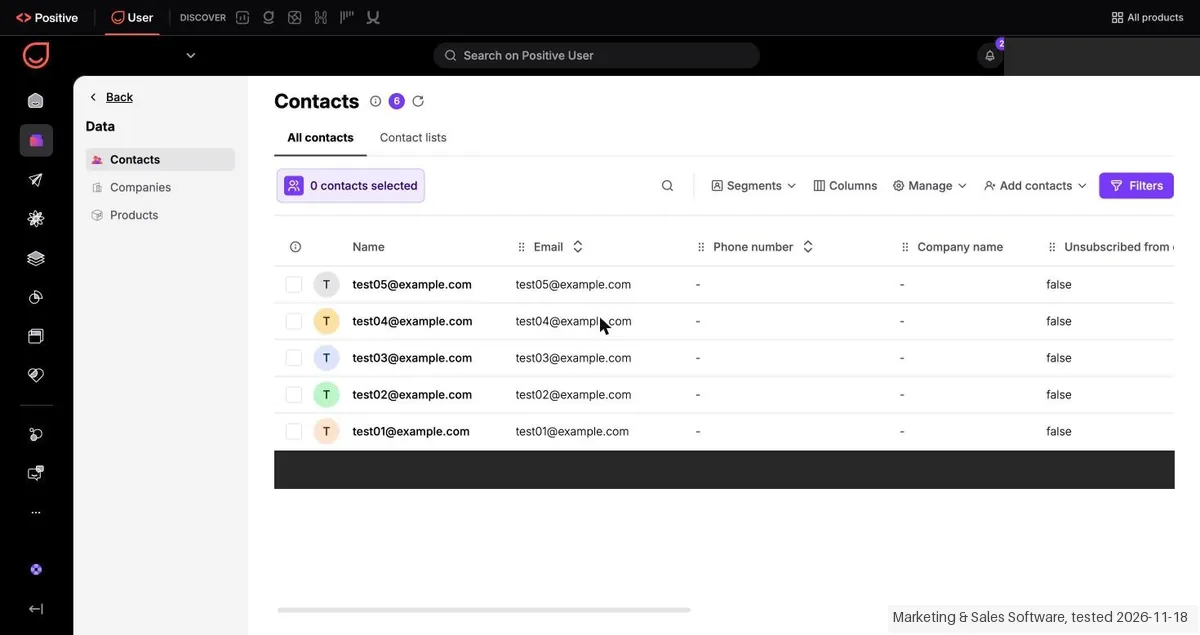 <> Positive User DISCOVER All products
Search on Positive User 2
Back
Data
Contacts
Companies
Products
Contacts 6
All contacts Contact lists
0 contacts selected Segments Columns Manage Add contacts Filters
Name Email Phone number Company name Unsubscribed from
T test05@example.com test05@example.com - - false
T test04@example.com test04@example.com - - false
T test03@example.com test03@example.com - - false
T test02@example.com test02@example.com - - false
T test01@example.com test01@example.com - - false
Marketing & Sales Software, tested 2026-11-18